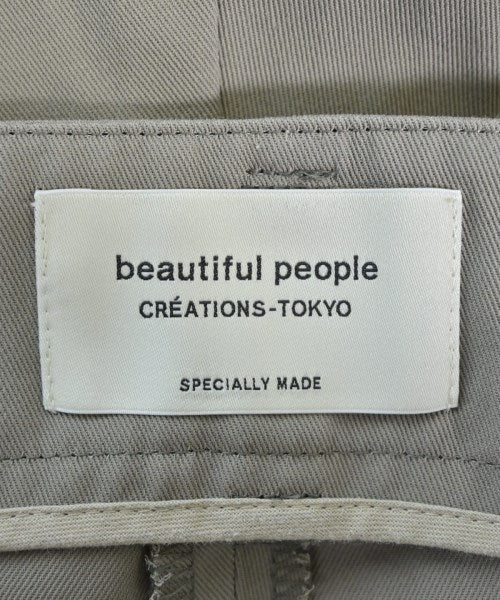 beautiful people
CRÉATIONS-TOKYO
SPECIALLY MADE